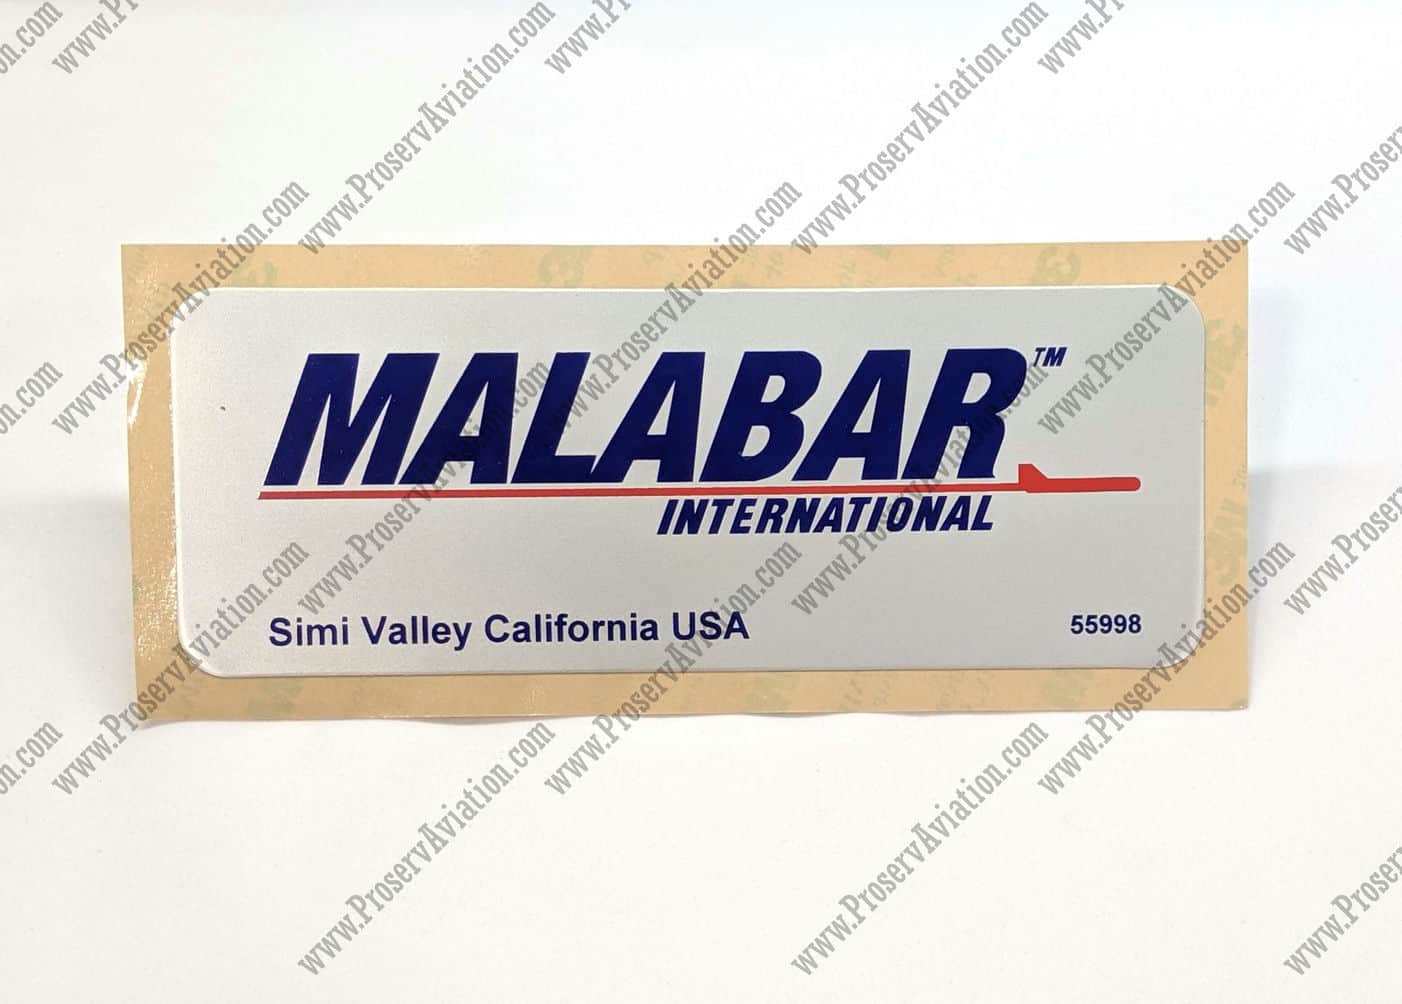 MALABAR™
INTERNATIONAL
Simi Valley California USA
55998
www.ProservAviation.com